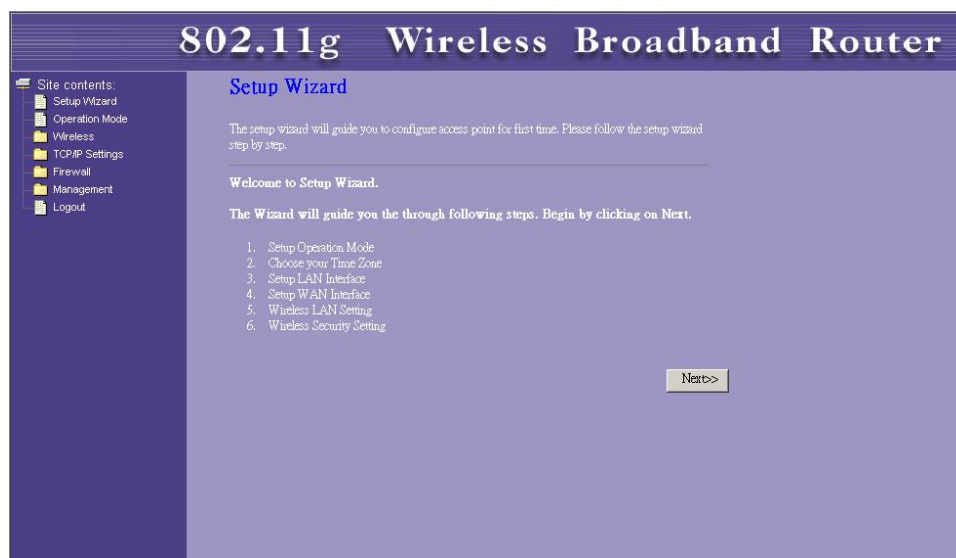 802.11g Wireless Broadband Router
Site contents:
Setup Wizard
Operation Mode
Wireless
TCP/IP Settings
Firewall
Management
Logout
Setup Wizard
The setup wizard will guide you to configure access point for first time. Please follow the setup wizard
step by step.
Welcome to Setup Wizard.
The Wizard will guide you the through following steps. Begin by clicking on Next.
1. Setup Operation Mode
2. Choose your Time Zone
3. Setup LAN Interface
4. Setup WAN Interface
5. Wireless LAN Setting
6. Wireless Security Setting
Next>>